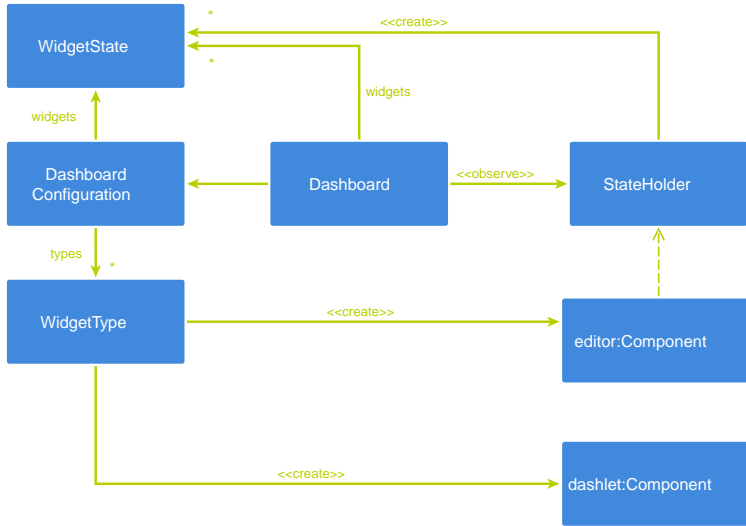 *
<<create>>
WidgetState
*
widgets
widgets
Dashboard
Configuration
Dashboard
<<observe>>
StateHolder
types
*
WidgetType
<<create>>
editor:Component
<<create>>
dashlet:Component